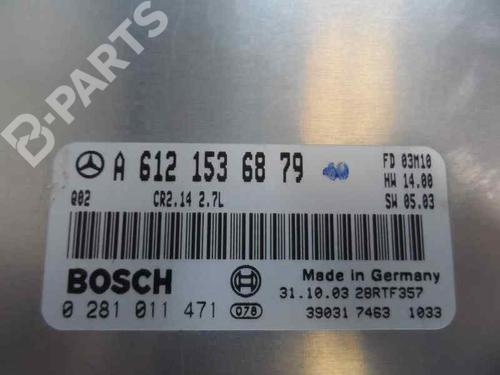 B-PARTS
A 612 153 68 79
FD 03M10
HW 14.00
SW 05.03
Q02 CR2.14 2.7L
BOSCH
Made in Germany
0 281 011 471 078
31.10.03 28RTF357
39031 7463 1033